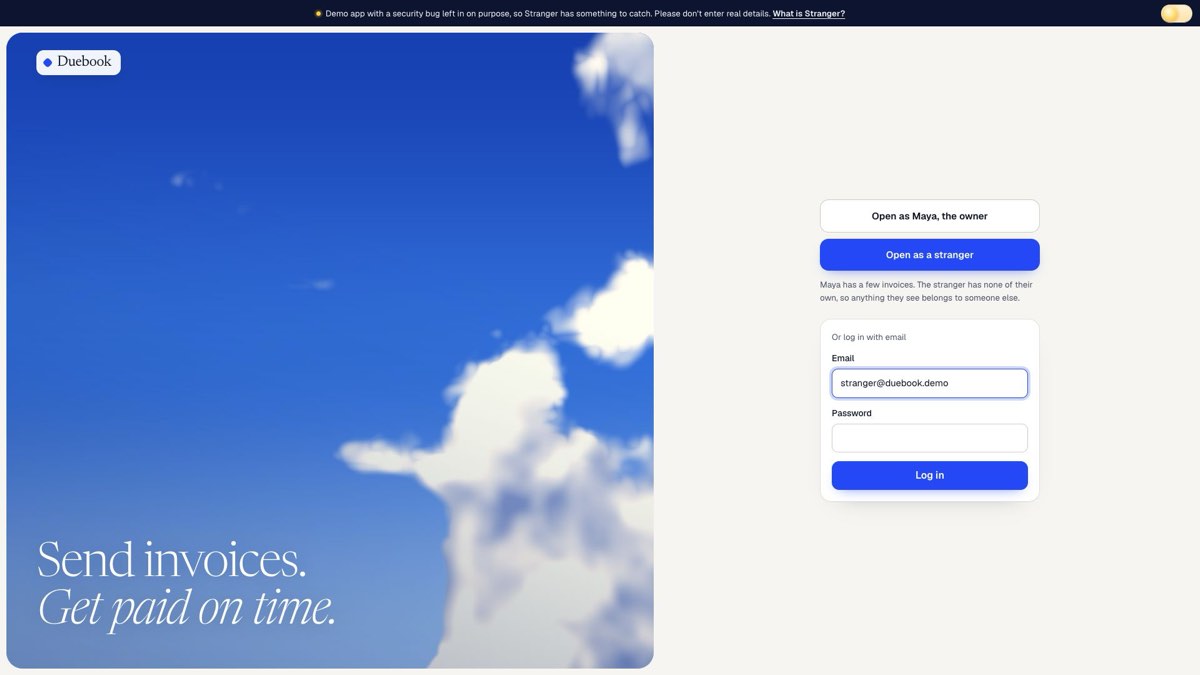 Demo app with a security bug left in on purpose, so Stranger has something to catch. Please don't enter real details. What is Stranger?
Duebook
Send invoices.
Get paid on time.
Open as Maya, the owner
Open as a stranger
Maya has a few invoices. The stranger has none of their
own, so anything they see belongs to someone else.
Or log in with email
Email
stranger@duebook.demo
Password
Log in